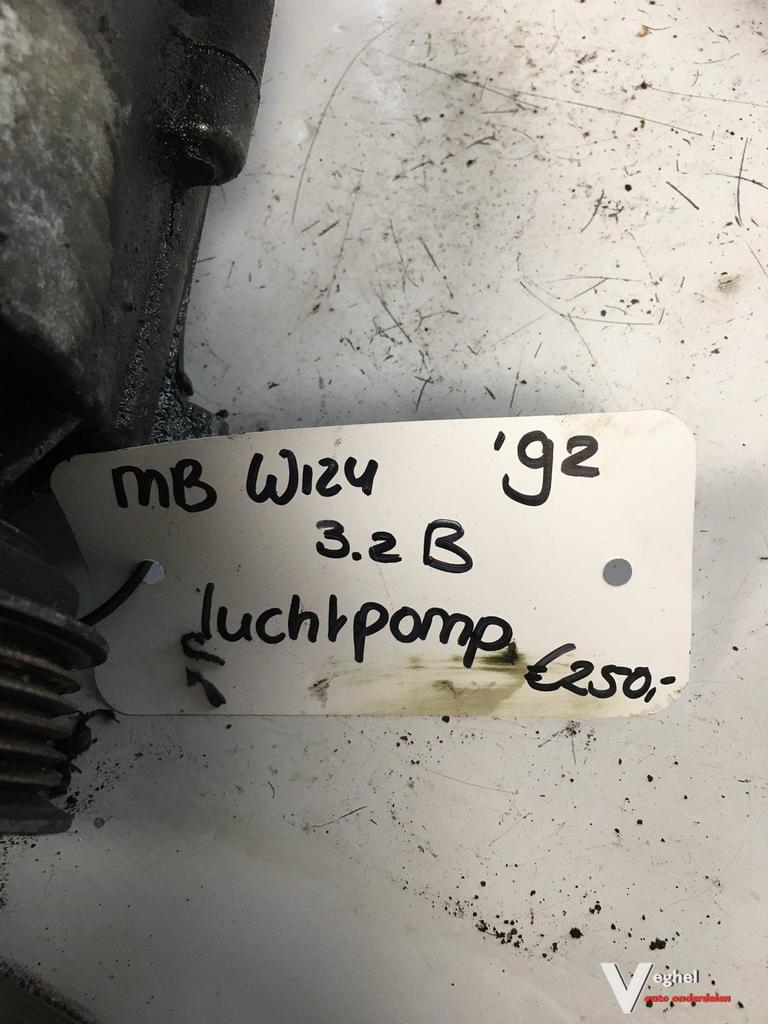 MB W124 '92
3.2 B
luchtpomp
€250,-
Veghel
auto onderdelen